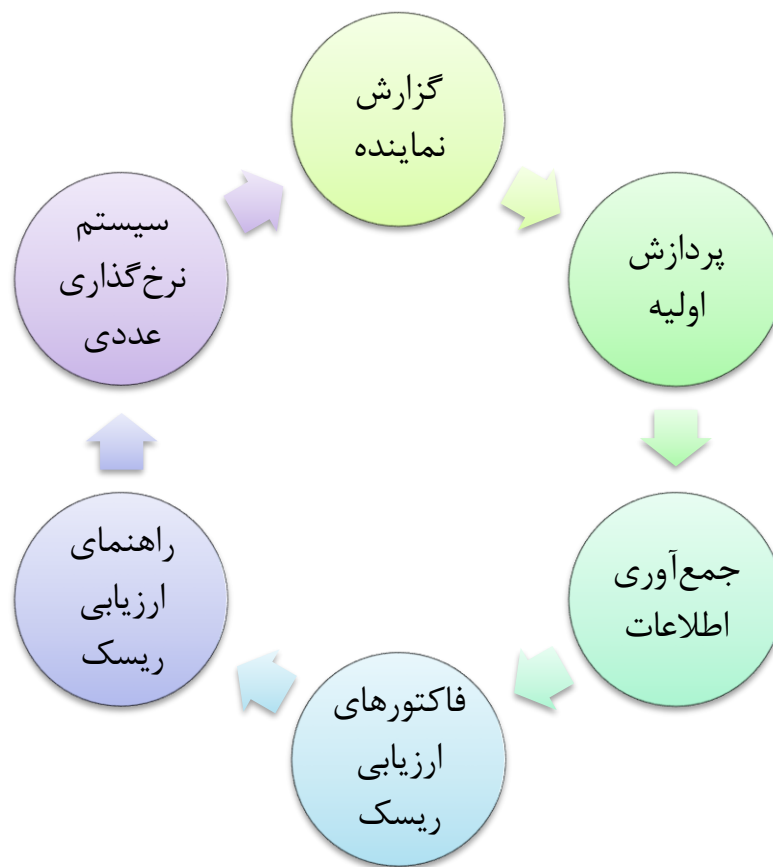 گزارش
نماینده
پردازش
اولیه
جمع‌آوری
اطلاعات
فاکتورهای
ارزیابی
ریسک
راهنمای
ارزیابی
ریسک
سیستم
نرخ‌گذاری
عددی